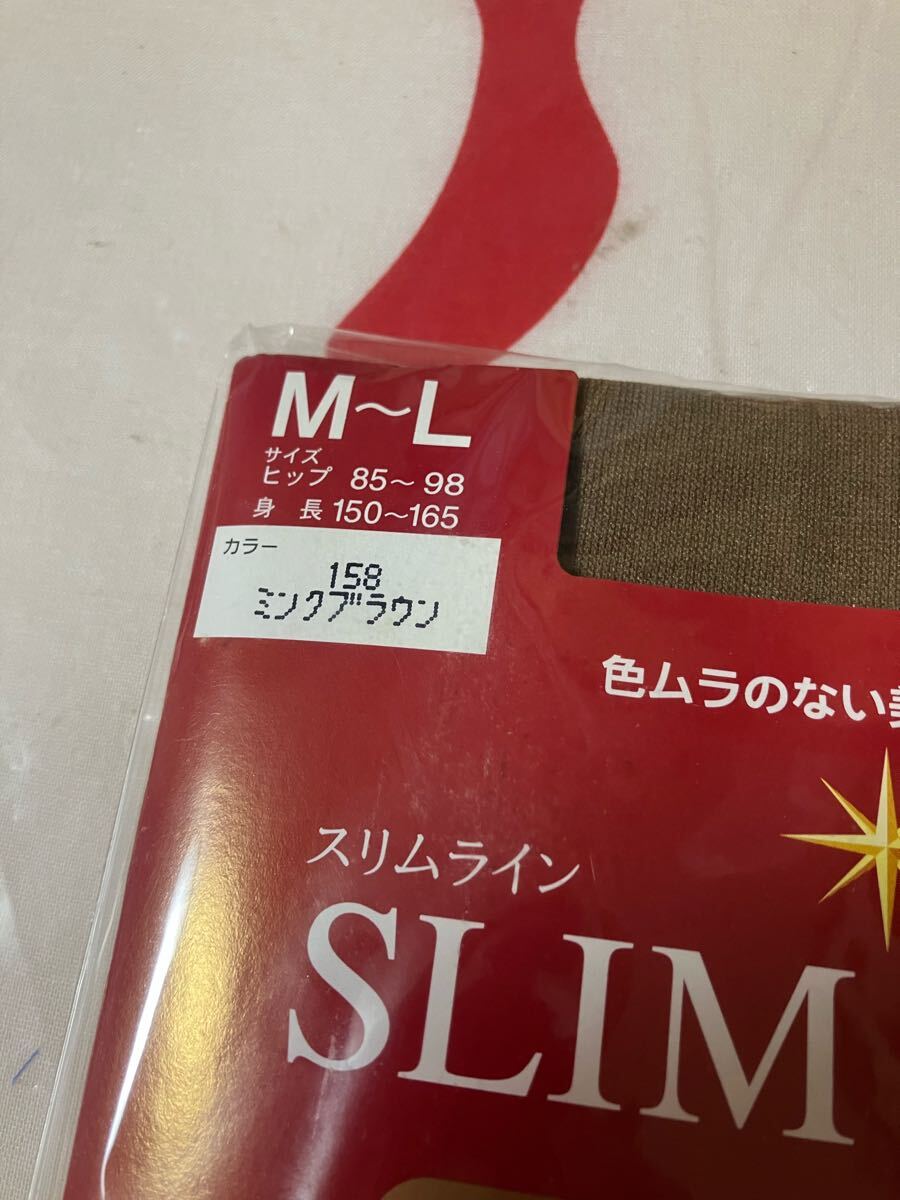 M～L
サイズ
ヒップ 85～98
身 長 150～165
カラー
158
ミンクブラウン
色ムラのない
スリムライン
SLIM